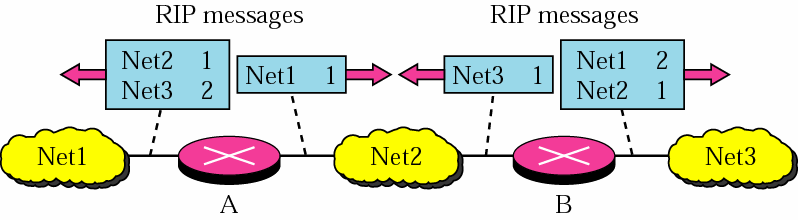 RIP messages
RIP messages
Net2 1
Net3 2
Net1 1
Net3 1
Net1 2
Net2 1
Net1
Net2
Net3
A
B